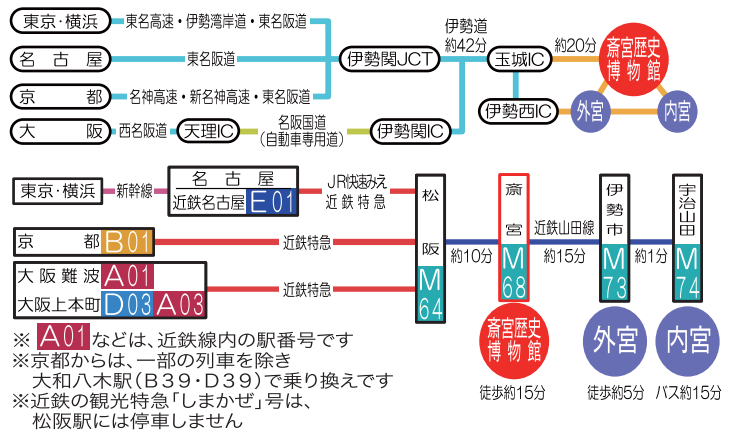 東京・横浜 東名高速・伊勢湾岸道・東名阪道
名古屋 東名阪道 伊勢関JCT 伊勢道 約42分 玉城IC 約20分 斎宮歴史博物館
京都 名神高速・新名神高速・東名阪道 伊勢西IC 外宮 内宮
大阪 西名阪道 天理IC 名阪国道 (自動車専用道) 伊勢関IC
東京・横浜 新幹線 名古屋 近鉄名古屋 E01 JR快速みえ 近鉄特急
京都 B01 近鉄特急
大阪難波 A01
大阪上本町 D03 A03 近鉄特急
松阪 M64 約10分 斎宮 M68 近鉄山田線 約15分 伊勢市 M73 約1分 宇治山田 M74
斎宮歴史博物館 外宮 内宮
徒歩約15分 徒歩約5分 バス約15分
※ A01 などは、近鉄線内の駅番号です
※京都からは、一部の列車を除き
大和八木駅(B39・D39)で乗り換えです
※近鉄の観光特急「しまかぜ」号は、
松阪駅には停車しません